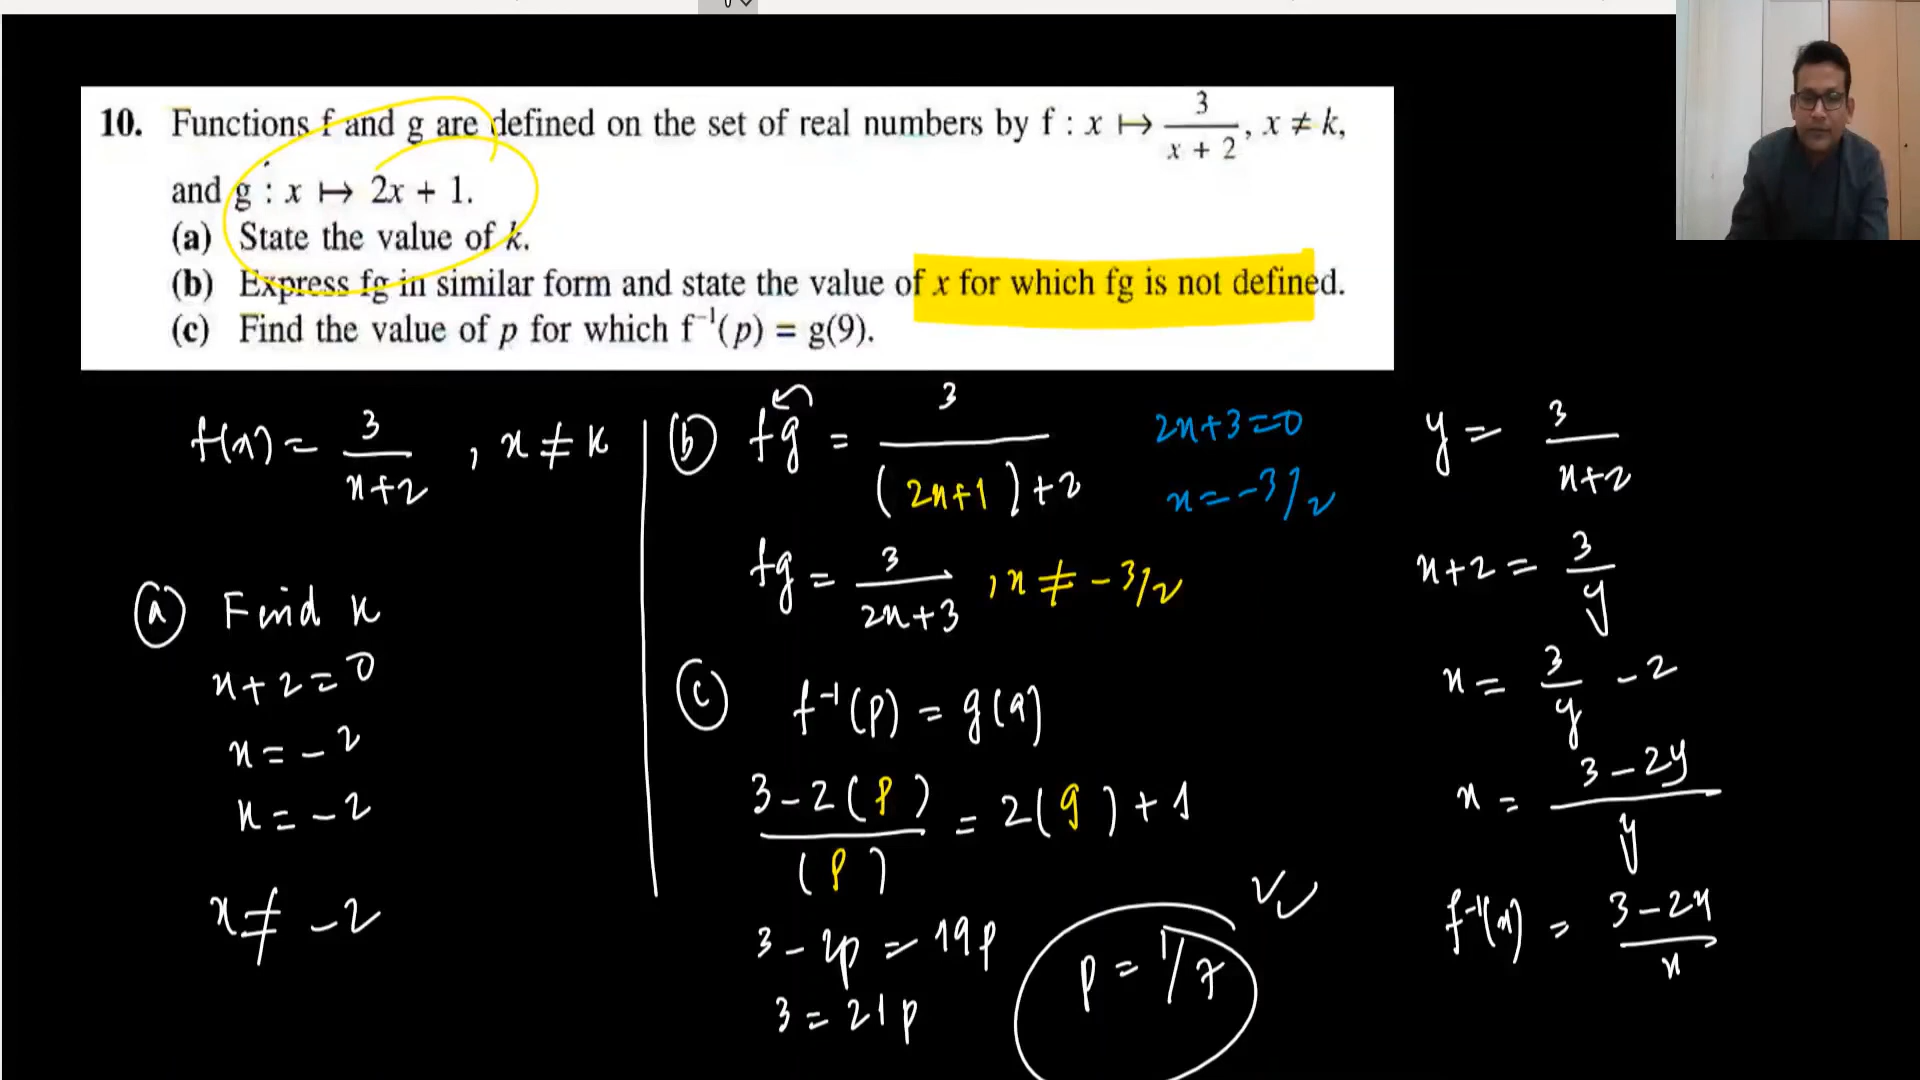 10. Functions f and g are defined on the set of real numbers by f : x ↦ 3/(x + 2), x ≠ k,
and g : x ↦ 2x + 1.
(a) State the value of k.
(b) Express fg in similar form and state the value of x for which fg is not defined.
(c) Find the value of p for which f⁻¹(p) = g(9).
f(x) = 3/(x+2) , x ≠ k
(a) Find k
x+2=0
x=-2
k=-2
x≠ -2
(b) fg = 3/((2x+1)+2)
2x+3=0
x=-3/2
fg = 3/(2x+3) , x ≠ -3/2
(c) f⁻¹(p) = g(9)
(3-2(p))/(p) = 2(9)+1
3-2p = 19p
3=21p
p = 1/7
y = 3/(x+2)
x+2 = 3/y
x = 3/y -2
x = (3-2y)/y
f⁻¹(x) = (3-2x)/x